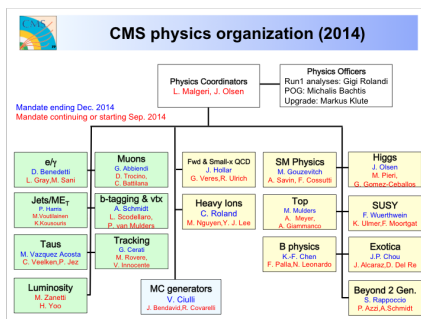 CMS
CMS physics organization (2014)
Physics Coordinators
L. Malgeri, J. Olsen
Physics Officers
Run1 analyses: Gigi Rolandi
POG: Michalis Bachtis
Upgrade: Markus Klute
Mandate ending Dec. 2014
Mandate continuing or starting Sep. 2014
e/γ
D. Benedetti
L. Gray,M. Sani
Muons
G. Abbiendi
D. Trocino,
C. Battilana
Jets/MET
P. Harris
M.Voutilainen
K.Kousouris
b-tagging & vtx
A. Schmidt
L. Scodellaro,
P. van Mulders
Taus
M. Vazquez Acosta
C. Veelken,P. Jez
Tracking
G. Cerati
M. Rovere,
V. Innocente
Luminosity
M. Zanetti
H. Yoo
Fwd & Small-x QCD
J. Hollar
G. Veres,R. Ulrich
Heavy Ions
C. Roland
M. Nguyen,Y. J. Lee
MC generators
V. Ciulli
J. Bendavid,R. Covarelli
SM Physics
M. Gouzevitch
A. Savin, F. Cossutti
Top
M. Mulders
A. Meyer,
A. Giammanco
B physics
K.-F. Chen
F. Palla,N. Leonardo
Higgs
J. Olsen
M. Pieri,
G. Gomez-Ceballos
SUSY
F. Wuerthwein
K. Ulmer,F. Moortgat
Exotica
J.P. Chou
J. Alcaraz,D. Del Re
Beyond 2 Gen.
S. Rappoccio
P. Azzi,A.Schmidt